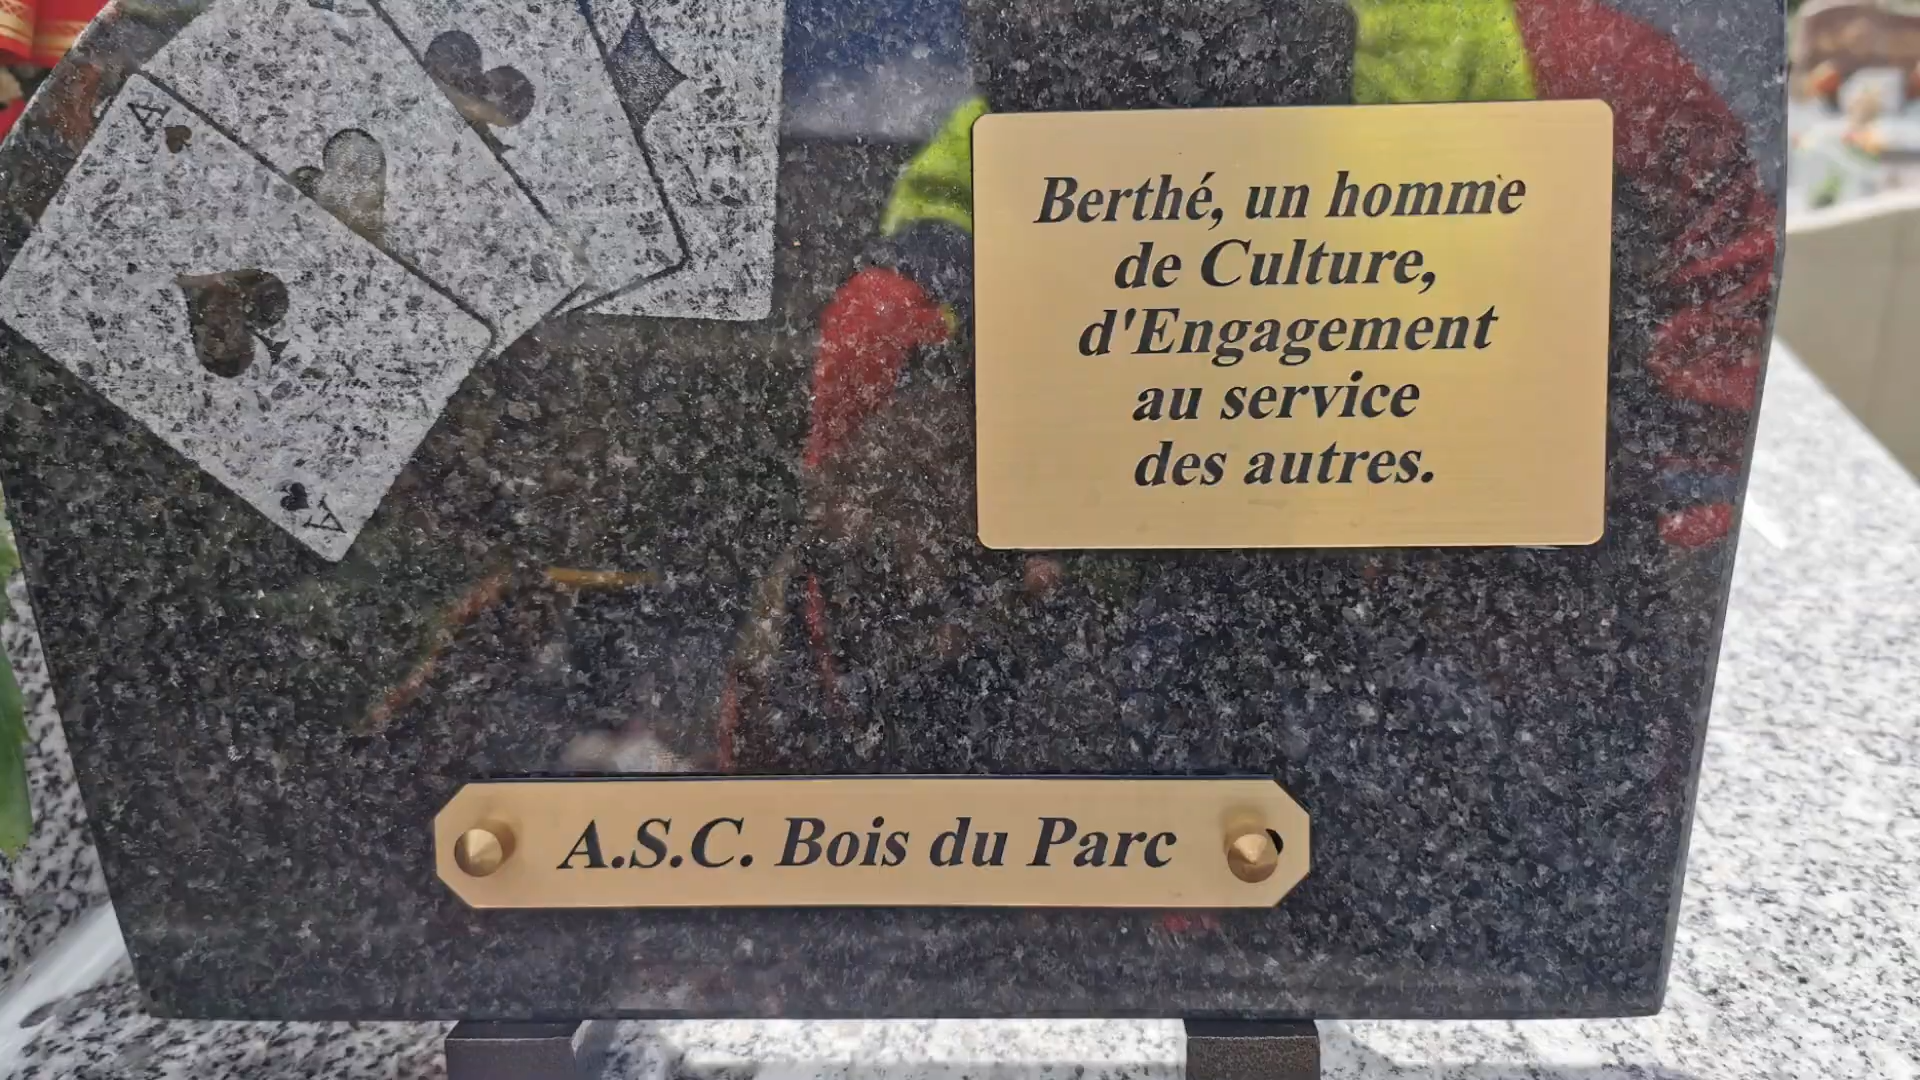 A
Berthé, un homme
de Culture,
d'Engagement
au service
des autres.
A
A.S.C. Bois du Parc